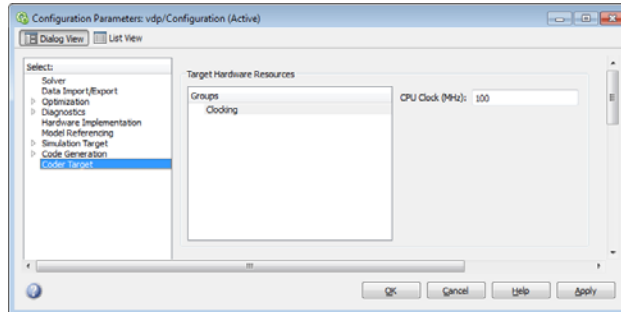 Configuration Parameters: vdp/Configuration (Active)
Dialog View List View
Select:
Solver
Data Import/Export
Optimization
Diagnostics
Hardware Implementation
Model Referencing
Simulation Target
Code Generation
Coder Target
Target Hardware Resources
Groups
Clocking
CPU Clock (MHz): 100
OK Cancel Help Apply